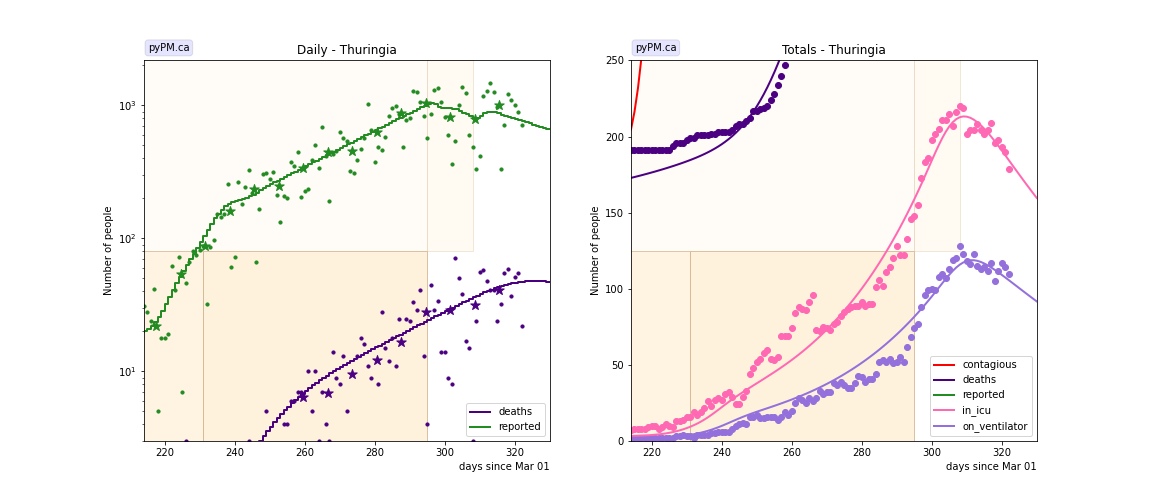 pyPM.ca
Daily - Thuringia
Number of people
10³
10²
10¹
220 240 260 280 300 320
days since Mar 01
deaths
reported
pyPM.ca
Totals - Thuringia
Number of people
250
200
150
100
50
0
220 240 260 280 300 320
days since Mar 01
contagious
deaths
reported
in_icu
on_ventilator